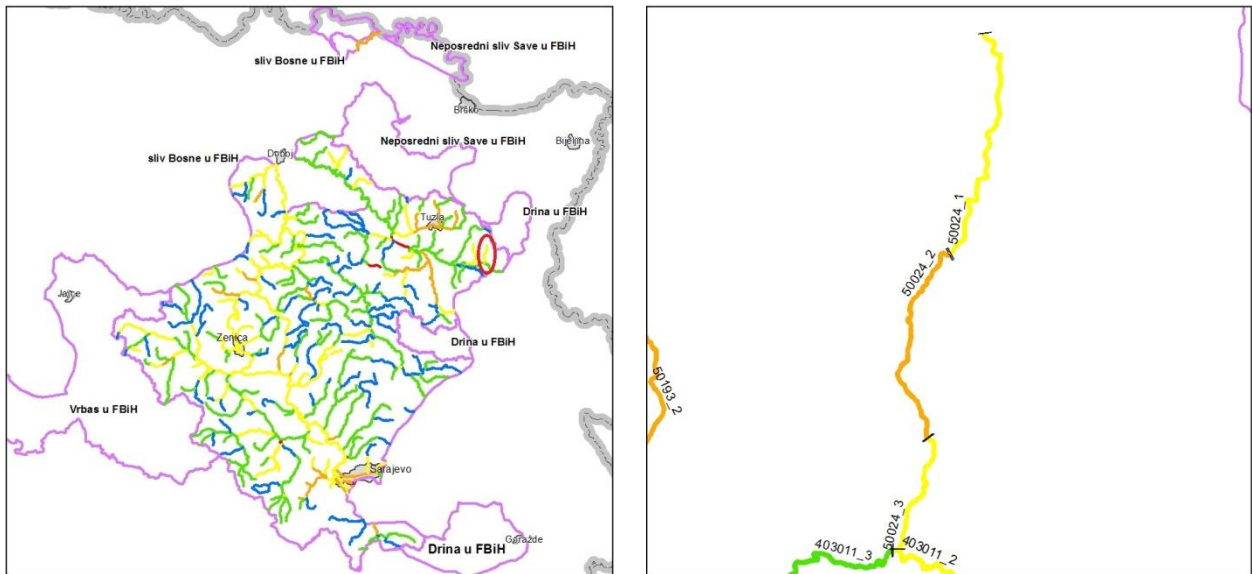 Neposredni sliv Save u FBiH
sliv Bosne u FBiH
Brčko
Bijeljina
Neposredni sliv Save u FBiH
Doboj
sliv Bosne u FBiH
Tuzla
Drina u FBiH
Jajce
Zenica
Drina u FBiH
Vrbas u FBiH
Sarajevo
Goražde
Drina u FBiH
50024_1
50024_2
50193_2
50024_3
403011_3
403011_2